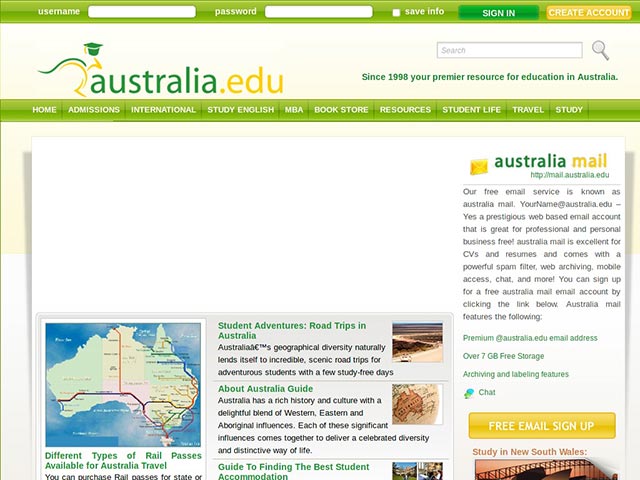 username password save info SIGN IN CREATE ACCOUNT
australia.edu
Search
Since 1998 your premier resource for education in Australia.
HOME ADMISSIONS INTERNATIONAL STUDY ENGLISH MBA BOOK STORE RESOURCES STUDENT LIFE TRAVEL STUDY
australia mail
http://mail.australia.edu
Our free email service is known as
australia mail. YourName@australia.edu –
Yes a prestigious web based email account
that is great for professional and personal
business free! australia mail is excellent for
CVs and resumes and comes with a
powerful spam filter, web archiving, mobile
access, chat, and more! You can sign up
for a free australia mail email account by
clicking the link below. Australia mail
features the following:
Premium @australia.edu email address
Over 7 GB Free Storage
Archiving and labeling features
Chat
FREE EMAIL SIGN UP
Study in New South Wales:
Different Types of Rail Passes
Available for Australia Travel
You can purchase Rail passes for state or
Student Adventures: Road Trips in
Australia
Australiaâ€™s geographical diversity naturally
lends itself to incredible, scenic road trips for
adventurous students with a few study-free days
About Australia Guide
Australia has a rich history and culture with a
delightful blend of Western, Eastern and
Aboriginal influences. Each of these significant
influences comes together to deliver a celebrated diversity
and distinctive way of life.
Guide To Finding The Best Student
Accommodation